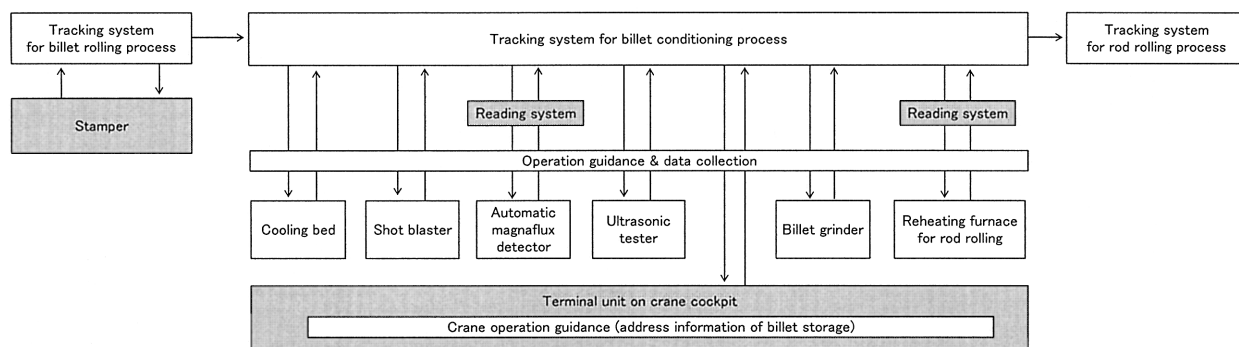 Tracking system
for billet rolling process
Tracking system for billet conditioning process
Tracking system
for rod rolling process
Stamper
Reading system
Reading system
Operation guidance & data collection
Cooling bed
Shot blaster
Automatic
magnaflux
detector
Ultrasonic
tester
Billet grinder
Reheating furnace
for rod rolling
Terminal unit on crane cockpit
Crane operation guidance (address information of billet storage)